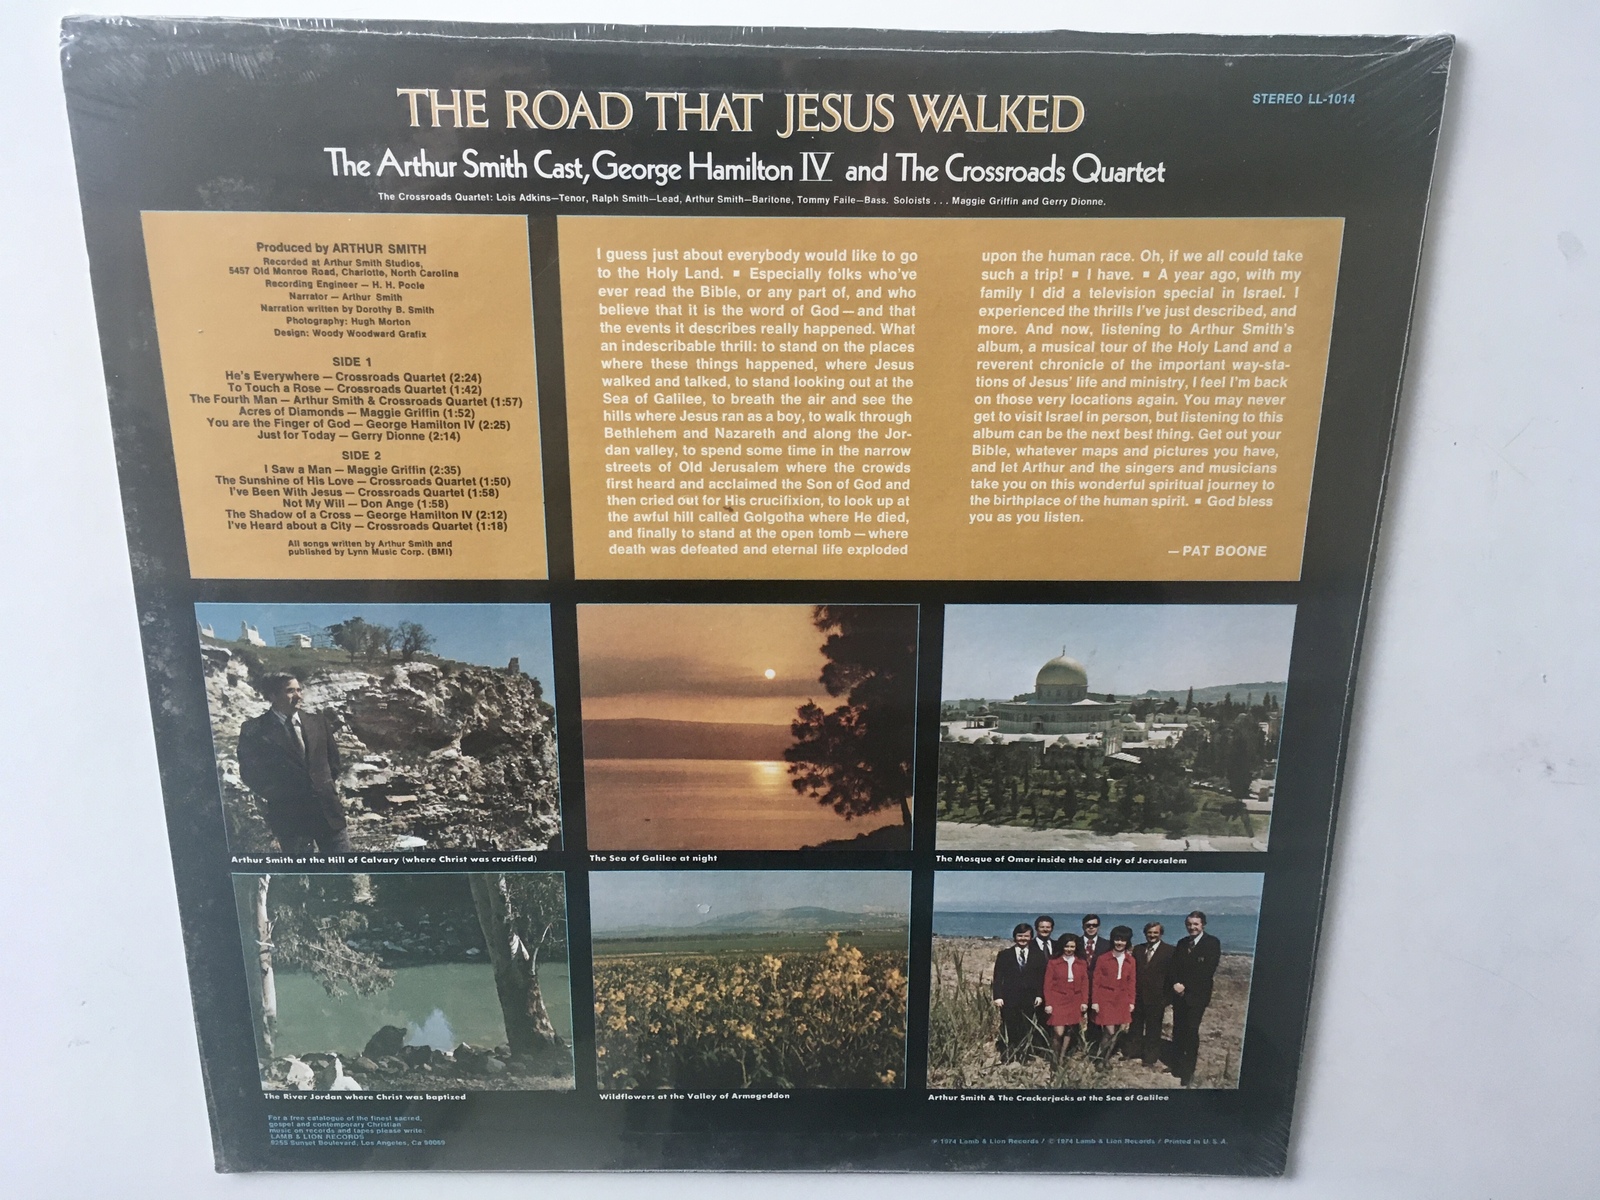 THE ROAD THAT JESUS WALKED
STEREO LL-1014
The Arthur Smith Cast, George Hamilton IV and The Crossroads Quartet
The Crossroads Quartet: Lois Adkins—Tenor, Ralph Smith—Lead, Arthur Smith—Baritone, Tommy Faile—Bass. Soloists . . . Maggie Griffin and Gerry Dionne.
Produced by ARTHUR SMITH
Recorded at Arthur Smith Studios,
5457 Old Monroe Road, Charlotte, North Carolina
Recording Engineer — H. H. Poole
Narrator — Arthur Smith
Narration written by Dorothy B. Smith
Photography: Hugh Morton
Design: Woody Woodward Grafix
SIDE 1
He's Everywhere — Crossroads Quartet (2:24)
To Touch a Rose — Crossroads Quartet (1:42)
The Fourth Man — Arthur Smith & Crossroads Quartet (1:57)
Acres of Diamonds — Maggie Griffin (1:52)
You are the Finger of God — George Hamilton IV (2:25)
Just for Today — Gerry Dionne (2:14)
SIDE 2
I Saw a Man — Maggie Griffin (2:35)
The Sunshine of His Love — Crossroads Quartet (1:50)
I've Been With Jesus — Crossroads Quartet (1:58)
Not My Will — Don Ange (1:58)
The Shadow of a Cross — George Hamilton IV (2:12)
I've Heard about a City — Crossroads Quartet (1:18)
All songs written by Arthur Smith and
published by Lynn Music Corp. (BMI)
I guess just about everybody would like to go
to the Holy Land. ▪ Especially folks who've
ever read the Bible, or any part of, and who
believe that it is the word of God—and that
the events it describes really happened. What
an indescribable thrill: to stand on the places
where these things happened, where Jesus
walked and talked, to stand looking out at the
Sea of Galilee, to breath the air and see the
hills where Jesus ran as a boy, to walk through
Bethlehem and Nazareth and along the Jor-
dan valley, to spend some time in the narrow
streets of Old Jerusalem where the crowds
first heard and acclaimed the Son of God and
then cried out for His crucifixion, to look up at
the awful hill called Golgotha where He died,
and finally to stand at the open tomb—where
death was defeated and eternal life exploded
upon the human race. Oh, if we all could take
such a trip! ▪ I have. ▪ A year ago, with my
family I did a television special in Israel. I
experienced the thrills I've just described, and
more. And now, listening to Arthur Smith's
album, a musical tour of the Holy Land and a
reverent chronicle of the important way-sta-
tions of Jesus' life and ministry, I feel I'm back
on those very locations again. You may never
get to visit Israel in person, but listening to this
album can be the next best thing. Get out your
Bible, whatever maps and pictures you have,
and let Arthur and the singers and musicians
take you on this wonderful spiritual journey to
the birthplace of the human spirit. ▪ God bless
you as you listen.
—PAT BOONE
Arthur Smith at the Hill of Calvary (where Christ was crucified)
The Sea of Galilee at night
The Mosque of Omar inside the old city of Jerusalem
The River Jordan where Christ was baptized
Wildflowers at the Valley of Armageddon
Arthur Smith & The Crackerjacks at the Sea of Galilee
For a free catalogue of the finest sacred,
gospel and contemporary Christian
music on records and tapes please write:
LAMB & LION RECORDS
8255 Sunset Boulevard, Los Angeles, Ca 90069
℗ 1974 Lamb & Lion Records / © 1974 Lamb & Lion Records / Printed in U. S. A.